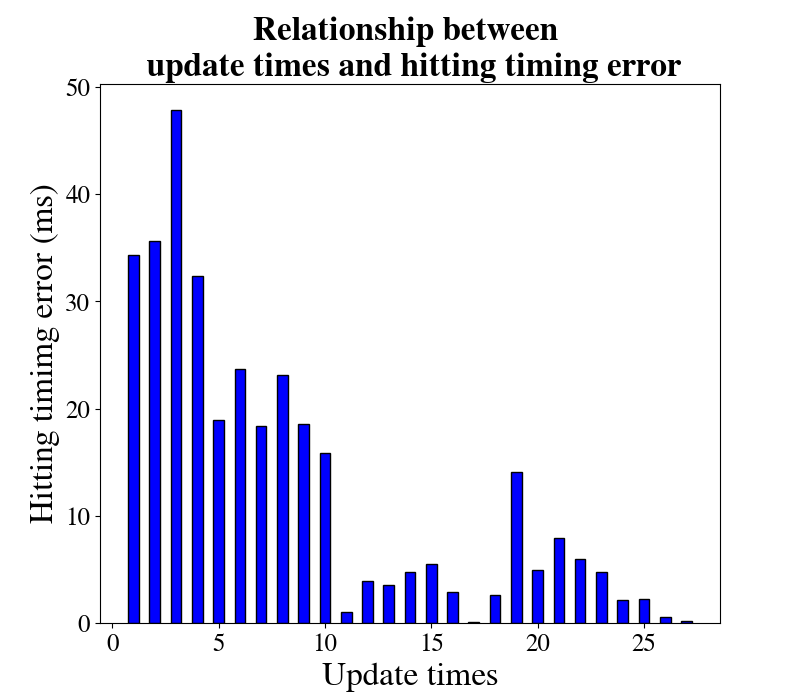 Relationship between
update times and hitting timing error
Hitting timimg error (ms)
50
40
30
20
10
0
0 5 10 15 20 25
Update times